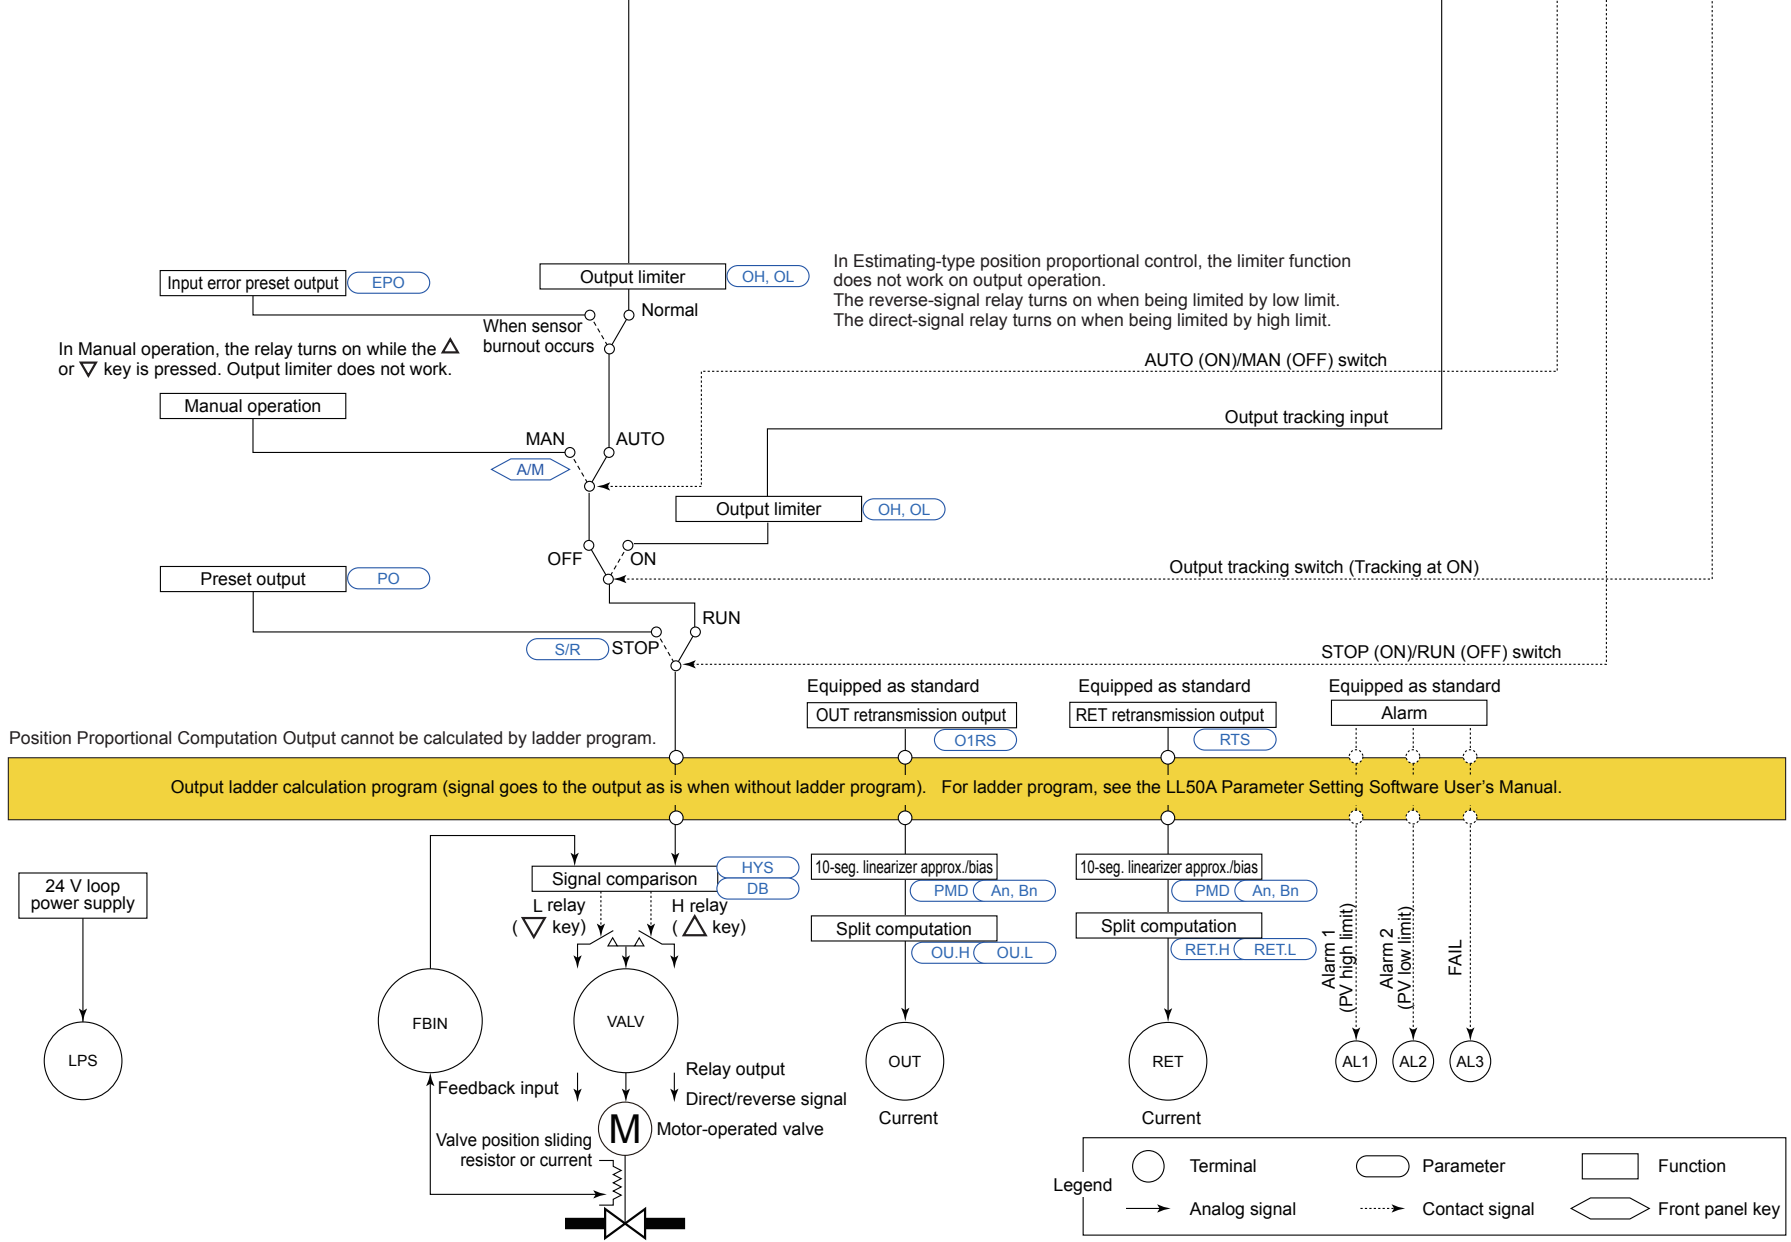 Input error preset output
EPO
Output limiter
OH, OL
In Estimating-type position proportional control, the limiter function
does not work on output operation.
The reverse-signal relay turns on when being limited by low limit.
The direct-signal relay turns on when being limited by high limit.
Normal
When sensor
burnout occurs
In Manual operation, the relay turns on while the △
or ▽ key is pressed. Output limiter does not work.
AUTO (ON)/MAN (OFF) switch
Manual operation
Output tracking input
MAN
AUTO
A/M
Output limiter
OH, OL
OFF
ON
Preset output
PO
Output tracking switch (Tracking at ON)
RUN
S/R
STOP
STOP (ON)/RUN (OFF) switch
Equipped as standard
Equipped as standard
Equipped as standard
OUT retransmission output
RET retransmission output
Alarm
O1RS
RTS
Position Proportional Computation Output cannot be calculated by ladder program.
Output ladder calculation program (signal goes to the output as is when without ladder program). For ladder program, see the LL50A Parameter Setting Software User's Manual.
24 V loop
power supply
Signal comparison
HYS
DB
10-seg. linearizer approx./bias
PMD
An, Bn
10-seg. linearizer approx./bias
PMD
An, Bn
L relay
(▽ key)
H relay
(△ key)
Split computation
OU.H
OU.L
Split computation
RET.H
RET.L
Alarm 1
(PV high limit)
Alarm 2
(PV low limit)
FAIL
LPS
FBIN
VALV
OUT
RET
AL1
AL2
AL3
Feedback input
Relay output
Direct/reverse signal
Current
Current
M
Motor-operated valve
Valve position sliding
resistor or current
Legend
Terminal
Parameter
Function
Analog signal
Contact signal
Front panel key